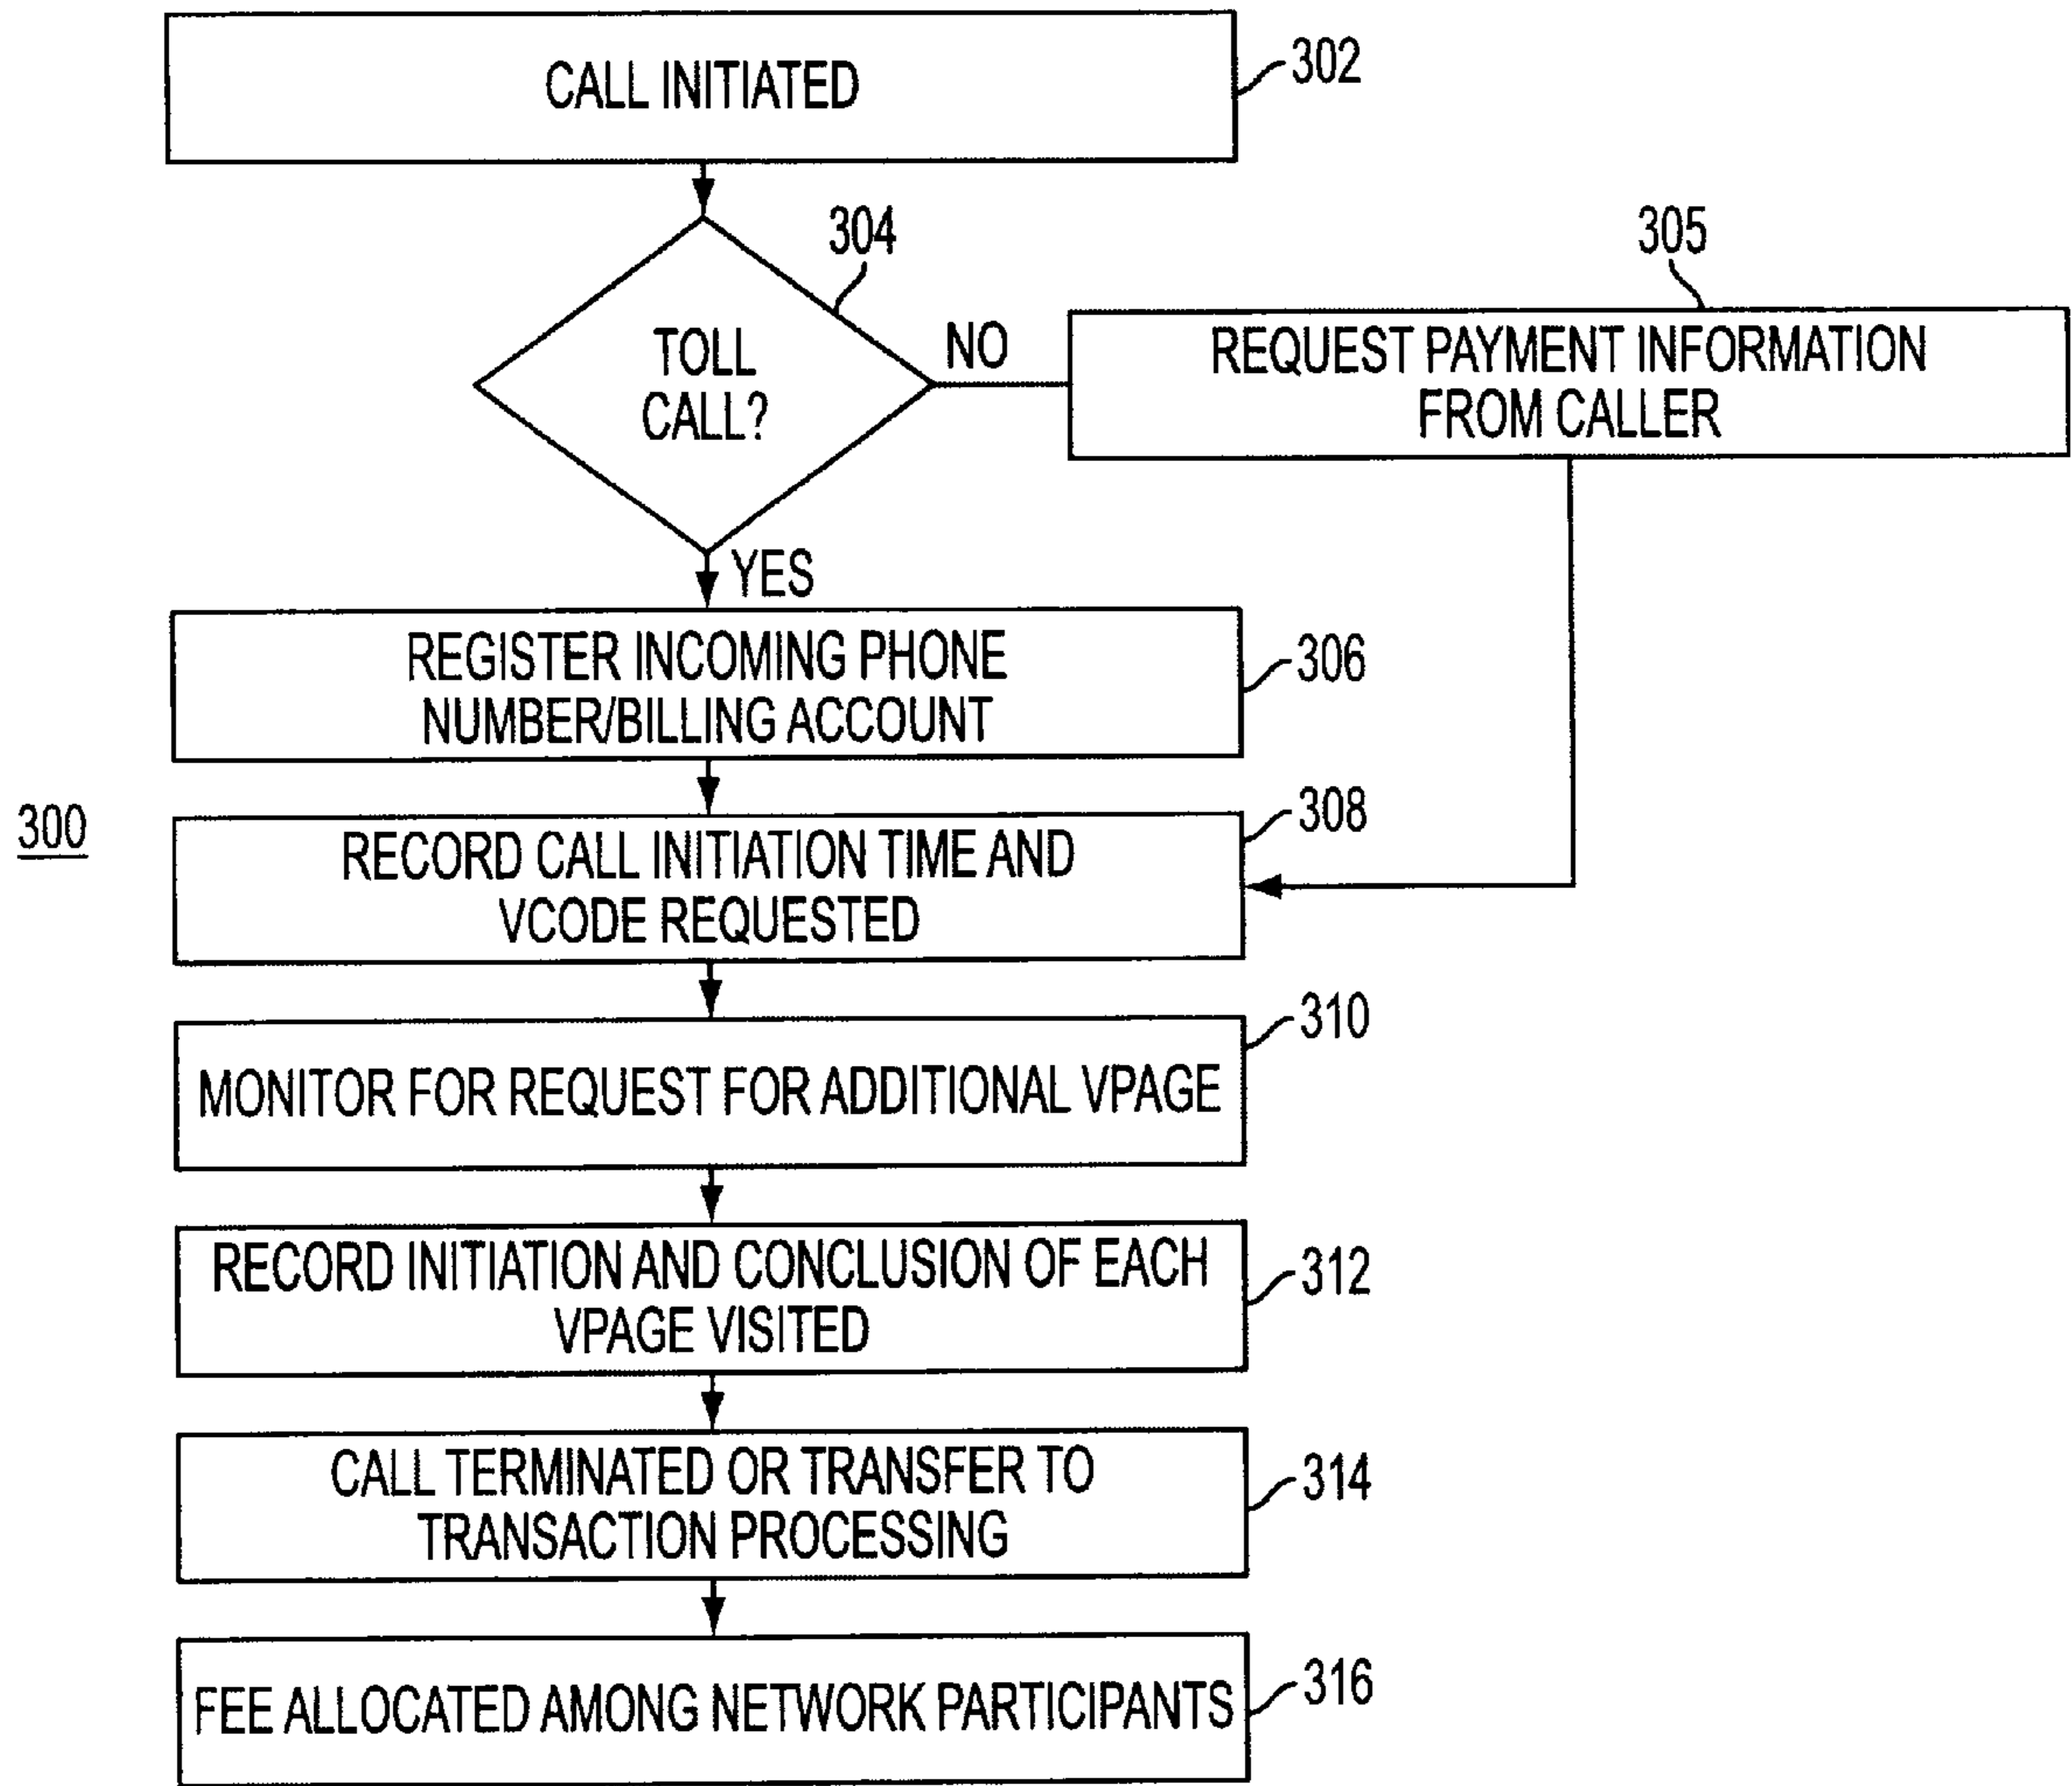 CALL INITIATED
302
304
305
TOLL
CALL?
NO
REQUEST PAYMENT INFORMATION
FROM CALLER
YES
REGISTER INCOMING PHONE
NUMBER/BILLING ACCOUNT
306
300
RECORD CALL INITIATION TIME AND
VCODE REQUESTED
308
MONITOR FOR REQUEST FOR ADDITIONAL VPAGE
310
RECORD INITIATION AND CONCLUSION OF EACH
VPAGE VISITED
312
CALL TERMINATED OR TRANSFER TO
TRANSACTION PROCESSING
314
FEE ALLOCATED AMONG NETWORK PARTICIPANTS
316